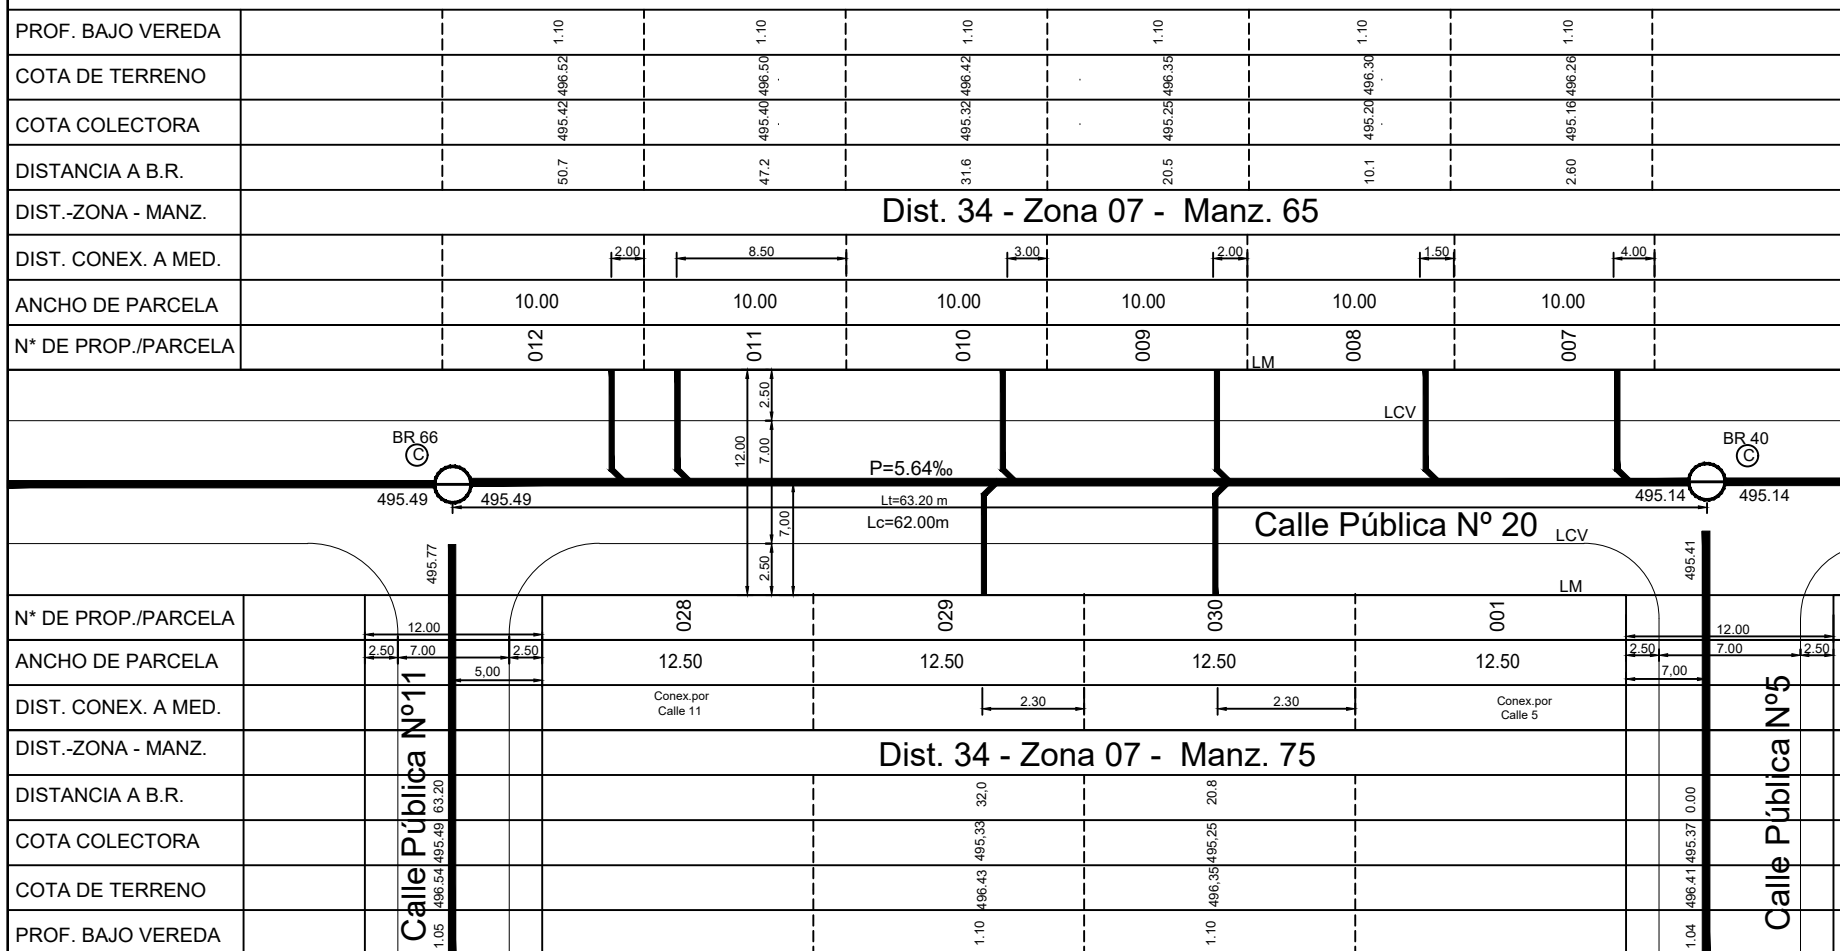 PROF. BAJO VEREDA 1.10 1.10 1.10 1.10 1.10 1.10
COTA DE TERRENO 496.52 496.50 496.42 496.35 496.30 496.26
COTA COLECTORA 495.42 495.40 495.32 495.25 495.20 495.16
DISTANCIA A B.R. 50.7 47.2 31.6 20.5 10.1 2.60
DIST.-ZONA - MANZ. Dist. 34 - Zona 07 - Manz. 65
DIST. CONEX. A MED. 2.00 8.50 3.00 2.00 1.50 4.00
ANCHO DE PARCELA 10.00 10.00 10.00 10.00 10.00 10.00
N* DE PROP./PARCELA 012 011 010 009 008 007
LM
2.50
LCV
BR 66
C
12.00
7.00
BR 40
C
P=5.64‰
495.49 495.49
Lt=63.20 m
495.14 495.14
Lc=62.00m
7,00
Calle Pública Nº 20
LCV
495.77
2.50
495.41
LM
N* DE PROP./PARCELA 028 029 030 001
12.00
12.00
ANCHO DE PARCELA 2.50 7.00 2.50 12.50 12.50 12.50 12.50 2.50 7.00 2.50
5,00
7,00
DIST. CONEX. A MED. Conex.por 2.30 2.30 Conex.por
Calle 11 Calle 5
DIST.-ZONA - MANZ. Dist. 34 - Zona 07 - Manz. 75
Calle Pública Nº11
Calle Pública Nº5
DISTANCIA A B.R. 63.20 32,0 20.8 0.00
COTA COLECTORA 495.49 495,33 495,25 495.37
COTA DE TERRENO 496.54 496.43 496,35 496.41
PROF. BAJO VEREDA 1.05 1.10 1.10 1.04